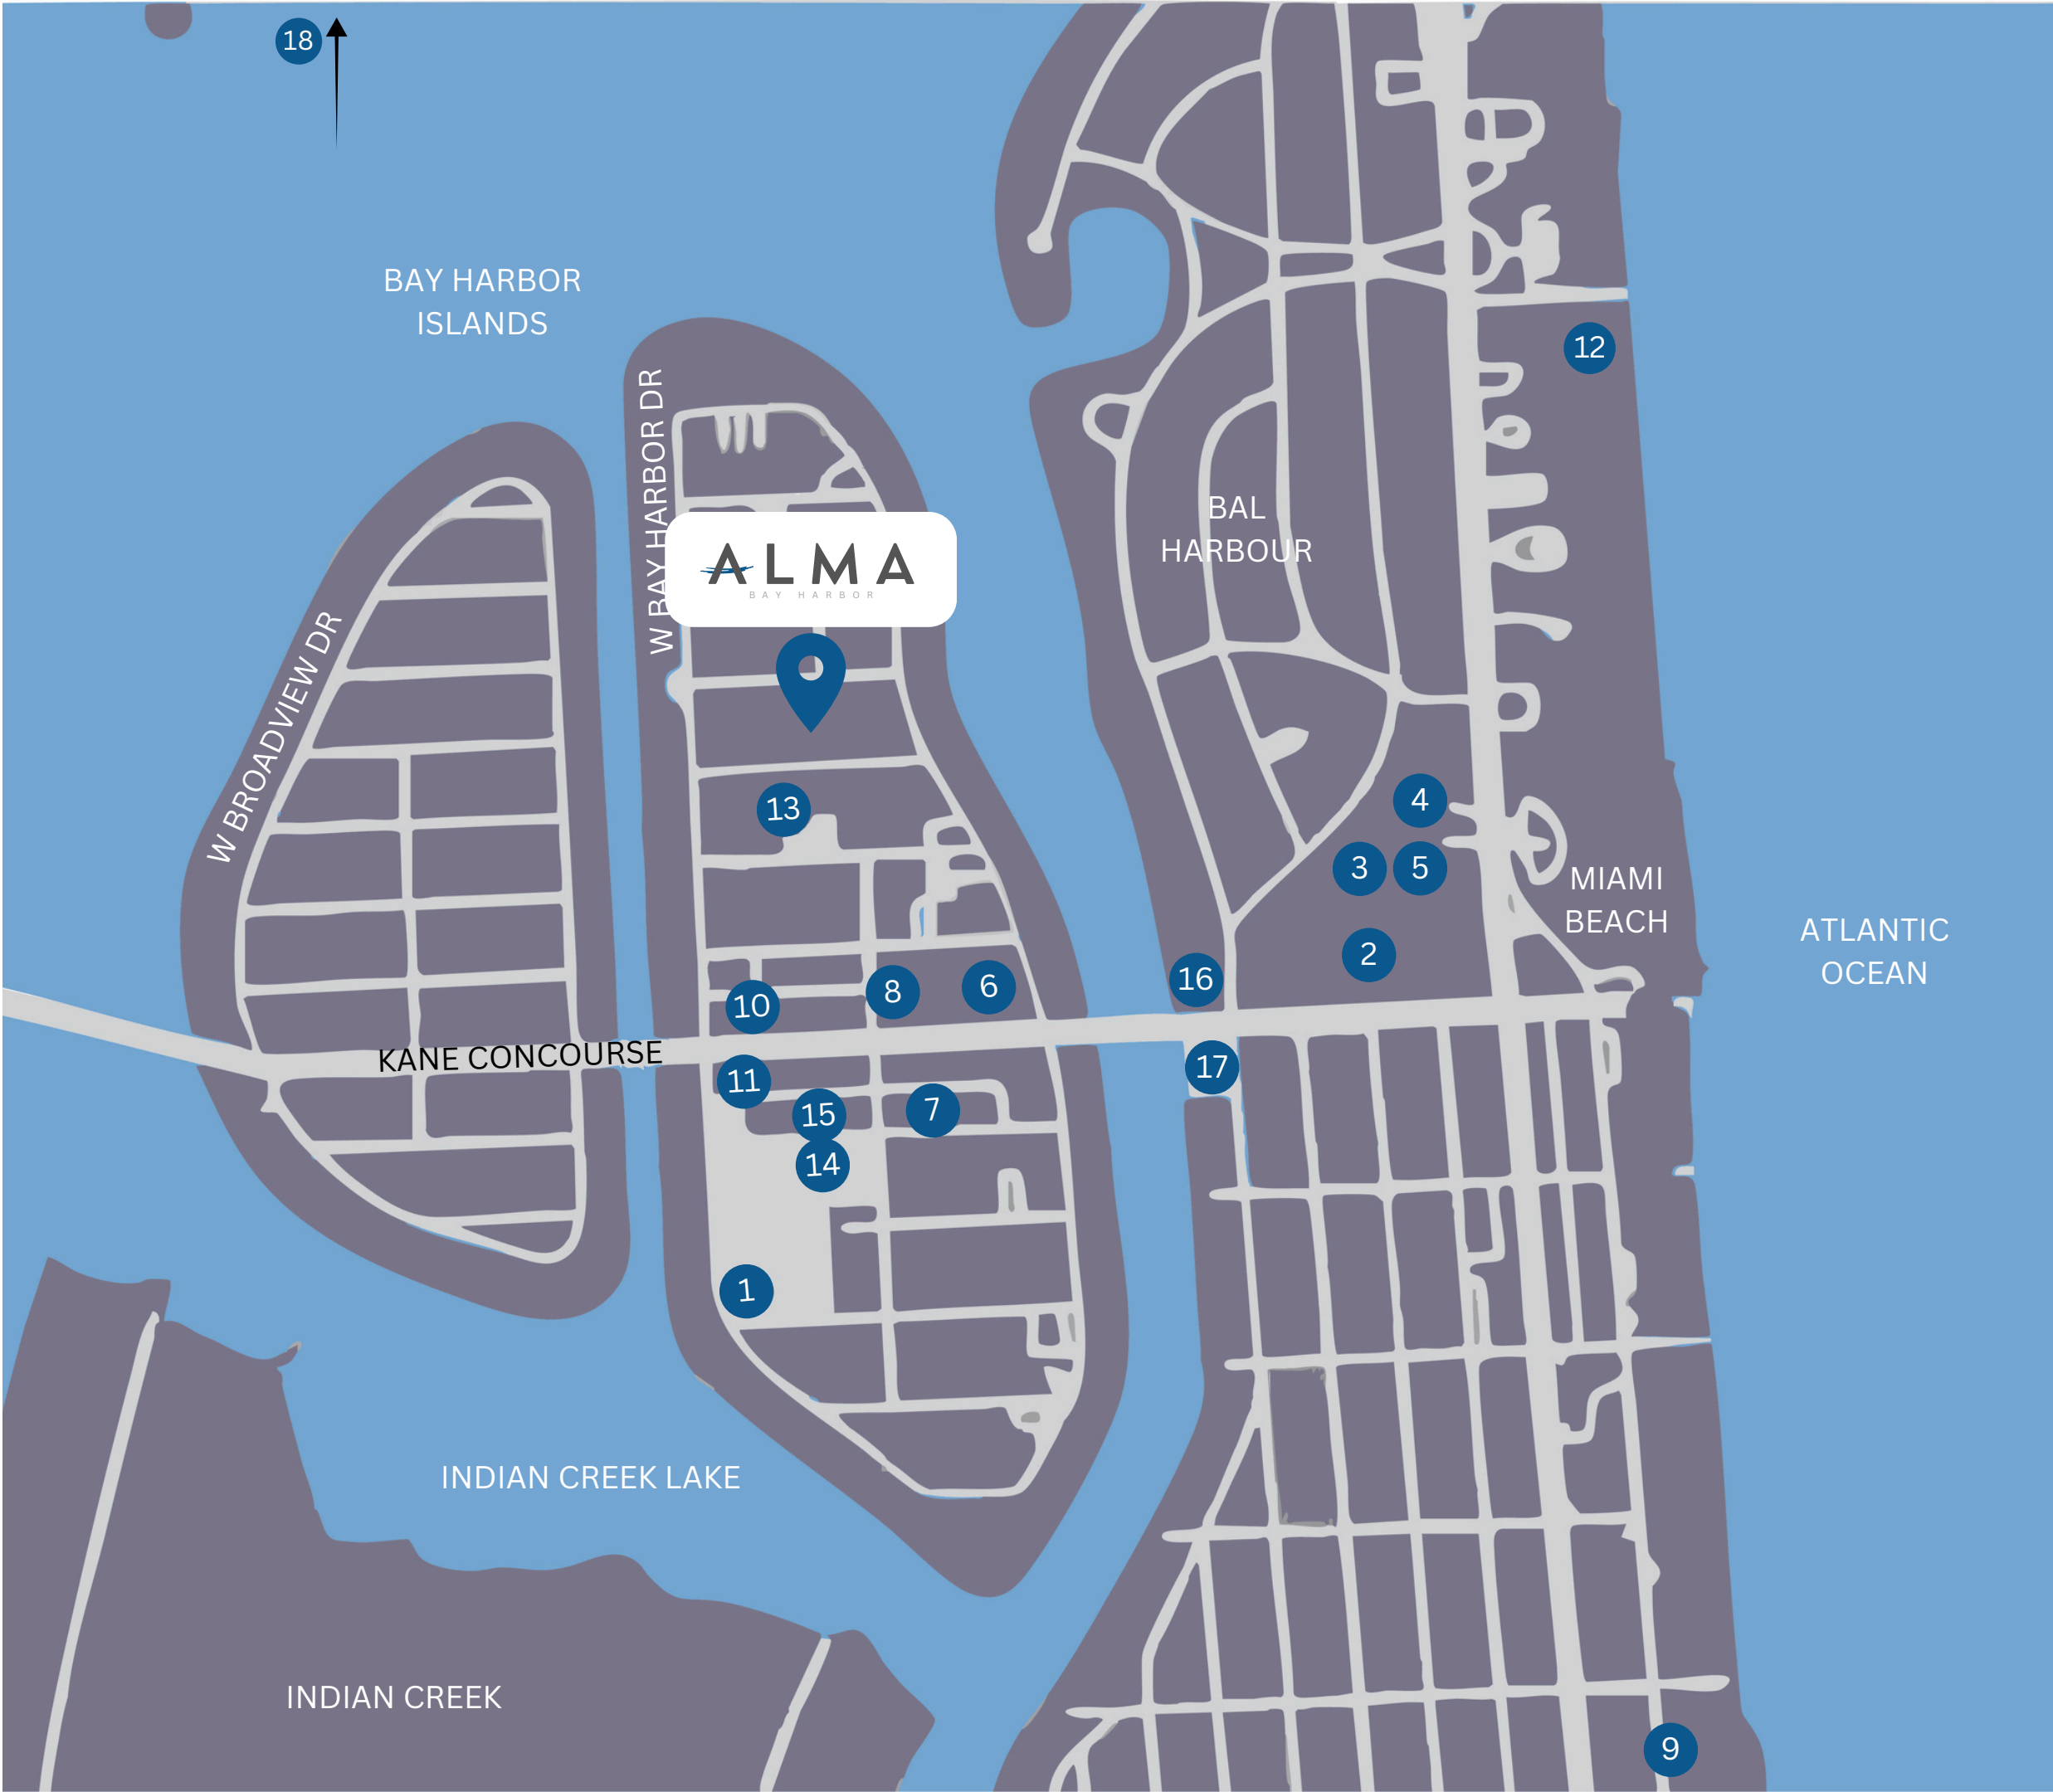 18
BAY HARBOR
ISLANDS
12
W BAY HARBOR DR
BAL
HARBOUR
ALMA
BAY HARBOR
W BROADVIEW DR
13
4
3
5
MIAMI
BEACH
ATLANTIC
OCEAN
2
16
10
8
6
KANE CONCOURSE
17
11
15
7
14
1
INDIAN CREEK LAKE
INDIAN CREEK
9